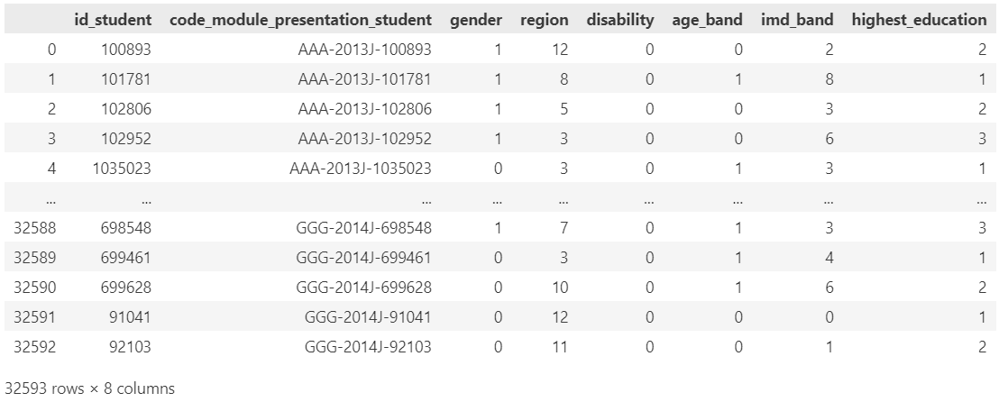 id_student code_module_presentation_student gender region disability age_band imd_band highest_education
0 100893 AAA-2013J-100893 1 12 0 0 2 2
1 101781 AAA-2013J-101781 1 8 0 1 8 1
2 102806 AAA-2013J-102806 1 5 0 0 3 2
3 102952 AAA-2013J-102952 1 3 0 0 6 3
4 1035023 AAA-2013J-1035023 0 3 0 1 3 1
... ... ... ... ... ... ... ... ...
32588 698548 GGG-2014J-698548 1 7 0 1 3 3
32589 699461 GGG-2014J-699461 0 3 0 1 4 1
32590 699628 GGG-2014J-699628 0 10 0 1 6 2
32591 91041 GGG-2014J-91041 0 12 0 0 0 1
32592 92103 GGG-2014J-92103 0 11 0 0 1 2
32593 rows × 8 columns